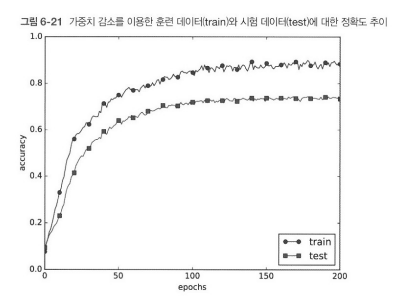 그림 6-21 가중치 감소를 이용한 훈련 데이터(train)와 시험 데이터(test)에 대한 정확도 추이
1.0
0.8
0.6
0.4
0.2
0.0
accuracy
0 50 100 150 200
epochs
train
test